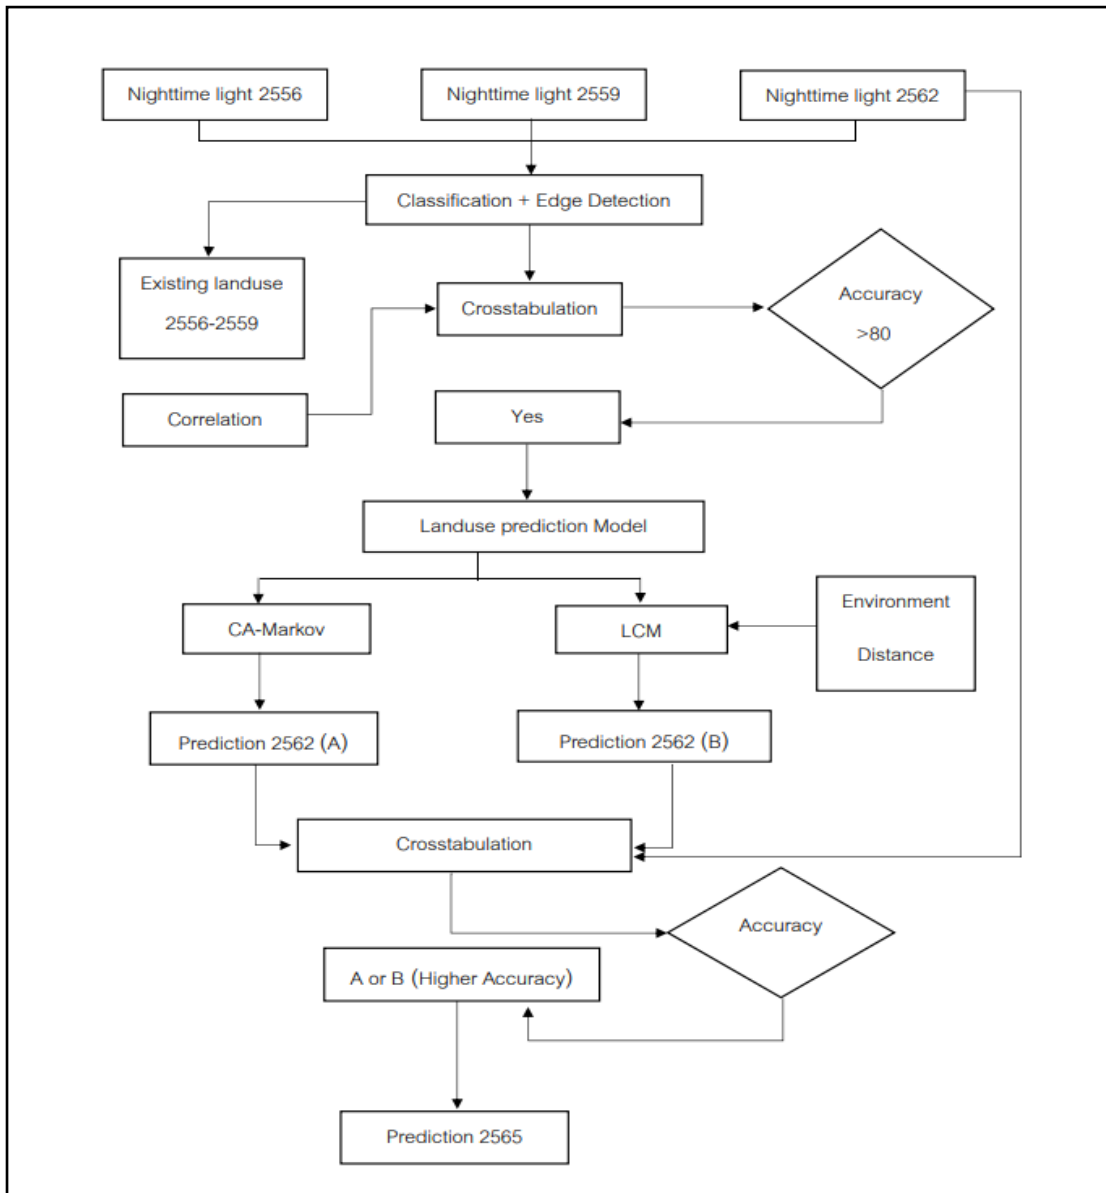 Nighttime light 2556
Nighttime light 2559
Nighttime light 2562
Classification + Edge Detection
Existing landuse
2556-2559
Crosstabulation
Accuracy
>80
Correlation
Yes
Landuse prediction Model
CA-Markov
LCM
Environment
Distance
Prediction 2562 (A)
Prediction 2562 (B)
Crosstabulation
Accuracy
A or B (Higher Accuracy)
Prediction 2565